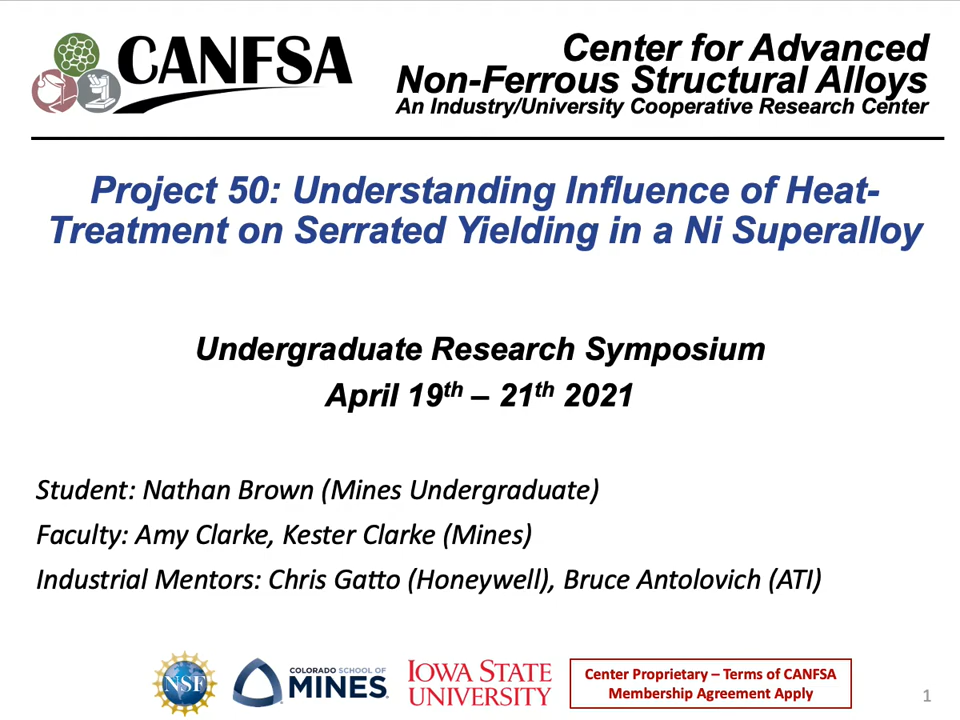 CANFSA
Center for Advanced
Non-Ferrous Structural Alloys
An Industry/University Cooperative Research Center
Project 50: Understanding Influence of Heat-
Treatment on Serrated Yielding in a Ni Superalloy
Undergraduate Research Symposium
April 19th – 21th 2021
Student: Nathan Brown (Mines Undergraduate)
Faculty: Amy Clarke, Kester Clarke (Mines)
Industrial Mentors: Chris Gatto (Honeywell), Bruce Antolovich (ATI)
NSF
COLORADO SCHOOL OF
MINES
IOWA STATE
UNIVERSITY
Center Proprietary – Terms of CANFSA
Membership Agreement Apply
1